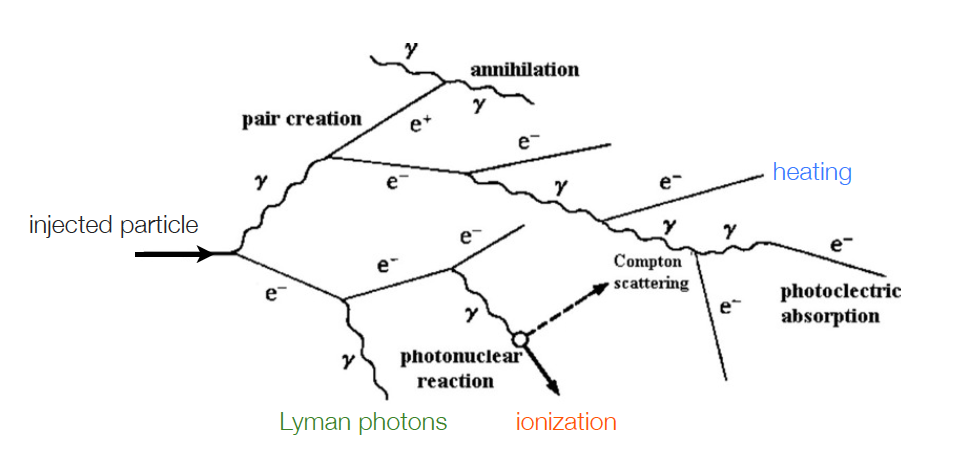 γ
annihilation
γ
pair creation
e⁺
e⁻
γ
e⁻
γ
e⁻
heating
injected particle
e⁻
γ
γ
e⁻
e⁻
Compton
scattering
e⁻
γ
e⁻
photoclectric
absorption
γ
photonuclear
reaction
Lyman photons
ionization